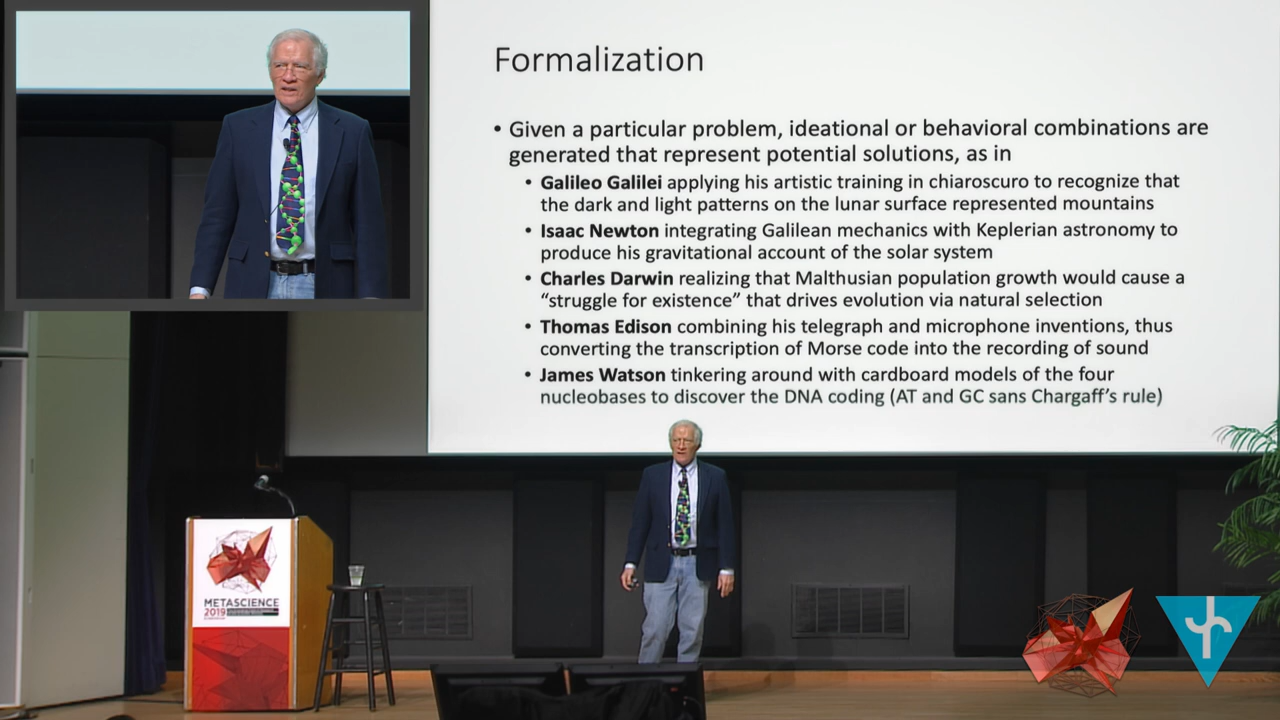 Formalization
• Given a particular problem, ideational or behavioral combinations are
generated that represent potential solutions, as in
• Galileo Galilei applying his artistic training in chiaroscuro to recognize that
the dark and light patterns on the lunar surface represented mountains
• Isaac Newton integrating Galilean mechanics with Keplerian astronomy to
produce his gravitational account of the solar system
• Charles Darwin realizing that Malthusian population growth would cause a
“struggle for existence” that drives evolution via natural selection
• Thomas Edison combining his telegraph and microphone inventions, thus
converting the transcription of Morse code into the recording of sound
• James Watson tinkering around with cardboard models of the four
nucleobases to discover the DNA coding (AT and GC sans Chargaff’s rule)
METASCIENCE
2019